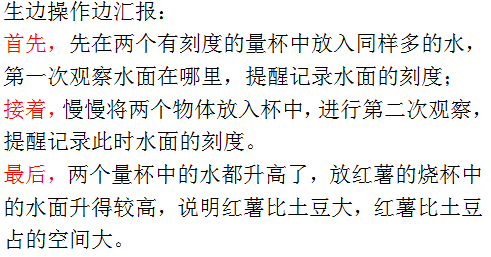 生边操作边汇报：
首先，先在两个有刻度的量杯中放入同样多的水，
第一次观察水面在哪里，提醒记录水面的刻度；
接着，慢慢将两个物体放入杯中，进行第二次观察，
提醒记录此时水面的刻度。
最后，两个量杯中的水都升高了，放红薯的烧杯中
的水面升得较高，说明红薯比土豆大，红薯比土豆
占的空间大。